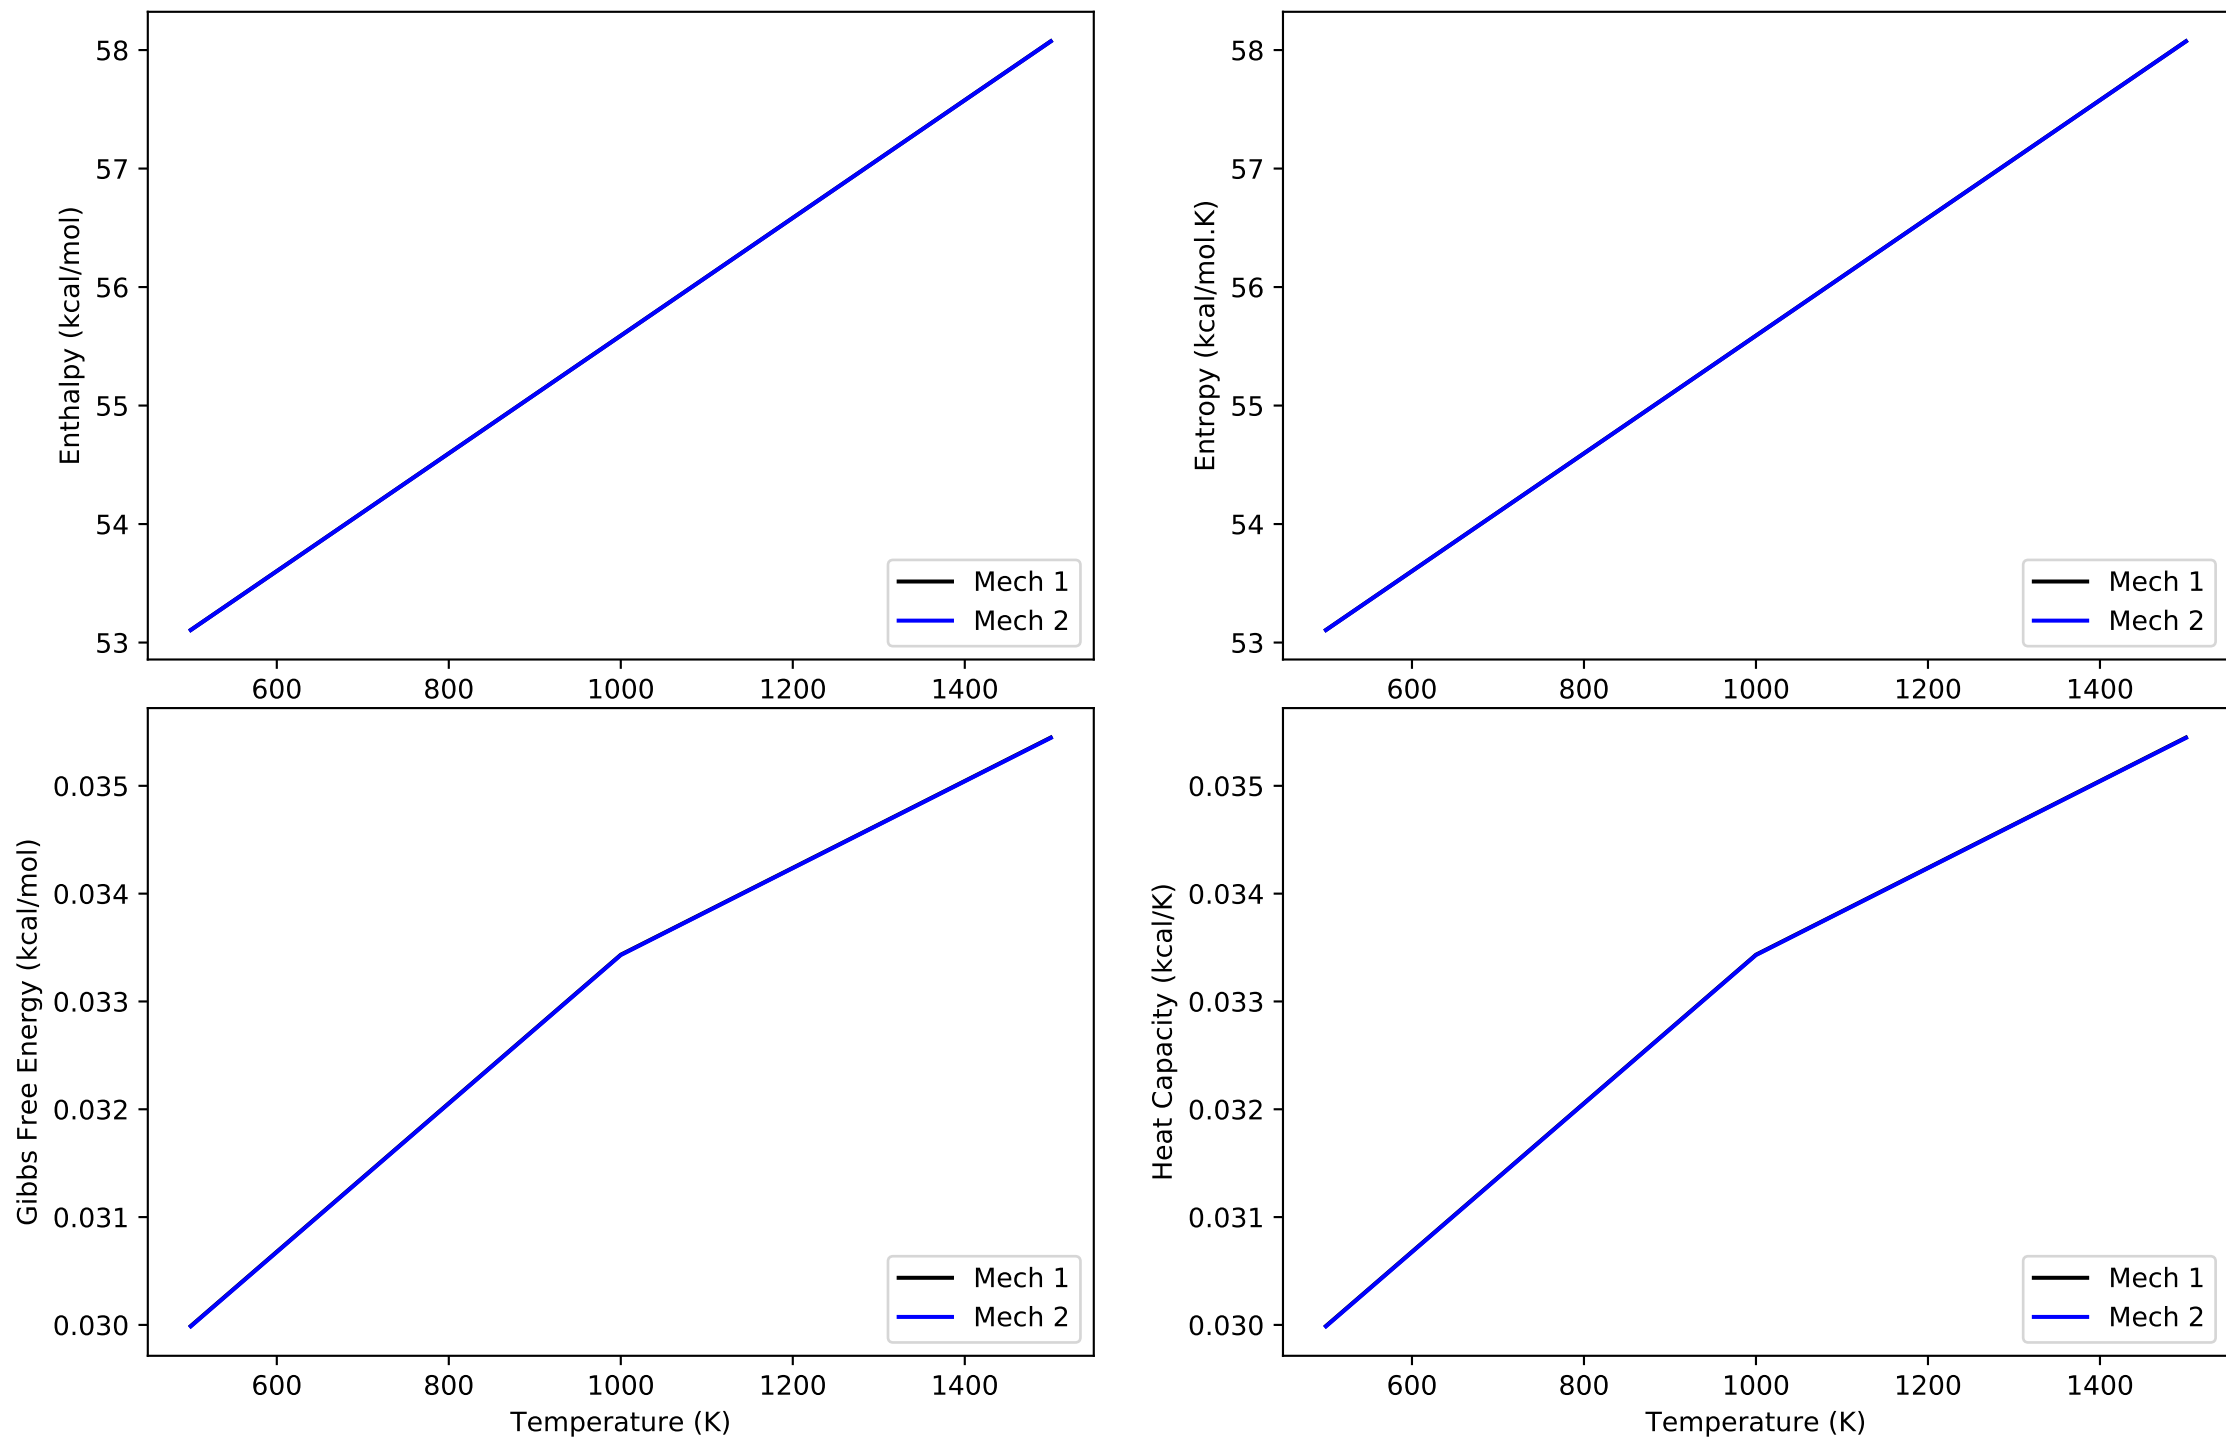 58
57
56
55
54
53
Enthalpy (kcal/mol)
600 800 1000 1200 1400
Mech 1
Mech 2
58
57
56
55
54
53
Entropy (kcal/mol.K)
600 800 1000 1200 1400
Mech 1
Mech 2
0.035
0.034
0.033
0.032
0.031
0.030
Gibbs Free Energy (kcal/mol)
600 800 1000 1200 1400
Temperature (K)
Mech 1
Mech 2
0.035
0.034
0.033
0.032
0.031
0.030
Heat Capacity (kcal/K)
600 800 1000 1200 1400
Temperature (K)
Mech 1
Mech 2